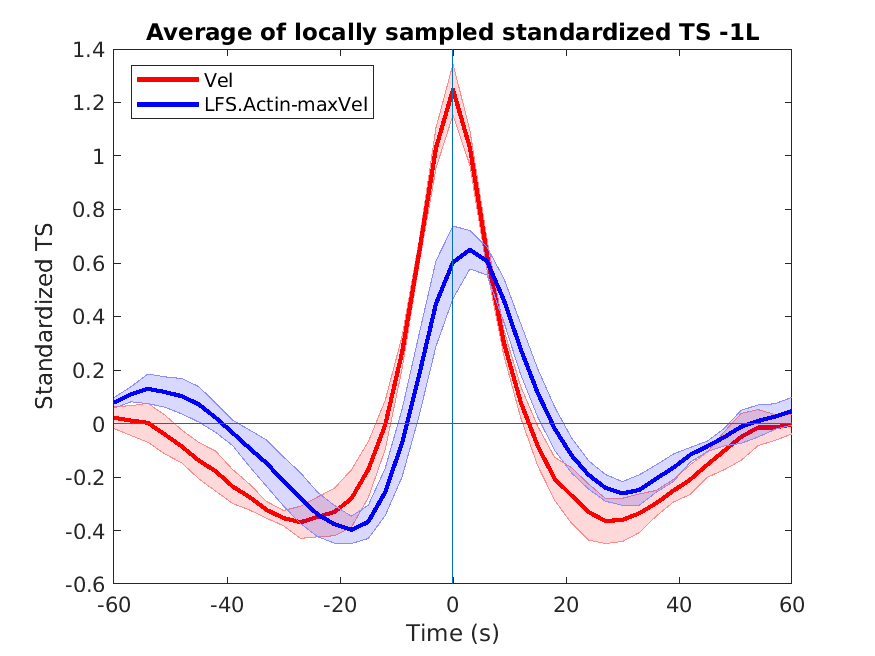 Average of locally sampled standardized TS -1L
Vel
LFS.Actin-maxVel
Standardized TS
1.4
1.2
1
0.8
0.6
0.4
0.2
0
-0.2
-0.4
-0.6
-60 -40 -20 0 20 40 60
Time (s)